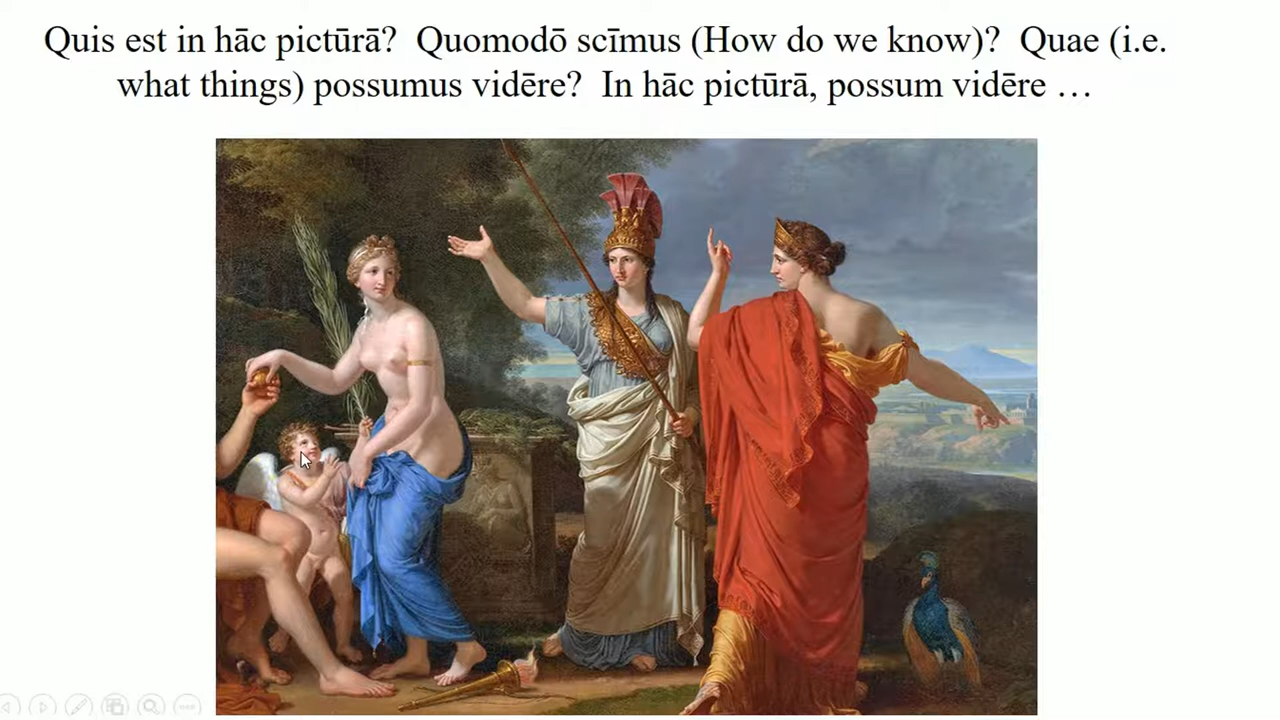 Quis est in hāc pictūrā? Quomodō scīmus (How do we know)? Quae (i.e.
what things) possumus vidēre? In hāc pictūrā, possum vidēre …